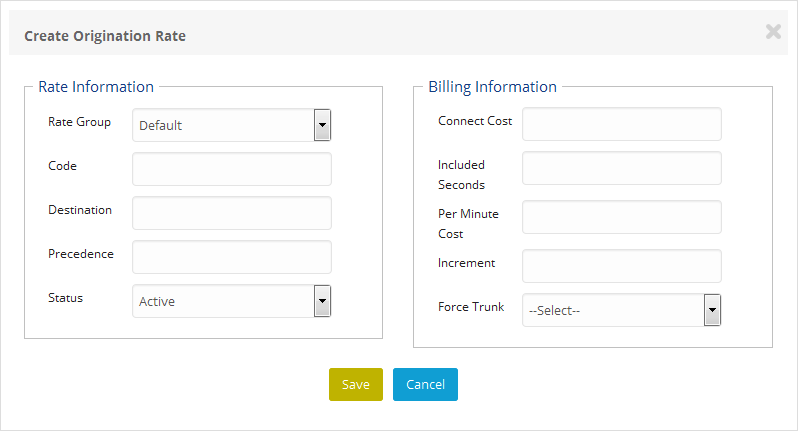 Create Origination Rate
Rate Information
Rate Group
Default
Code
Destination
Precedence
Status
Active
Billing Information
Connect Cost
Included
Seconds
Per Minute
Cost
Increment
Force Trunk
--Select--
Save
Cancel